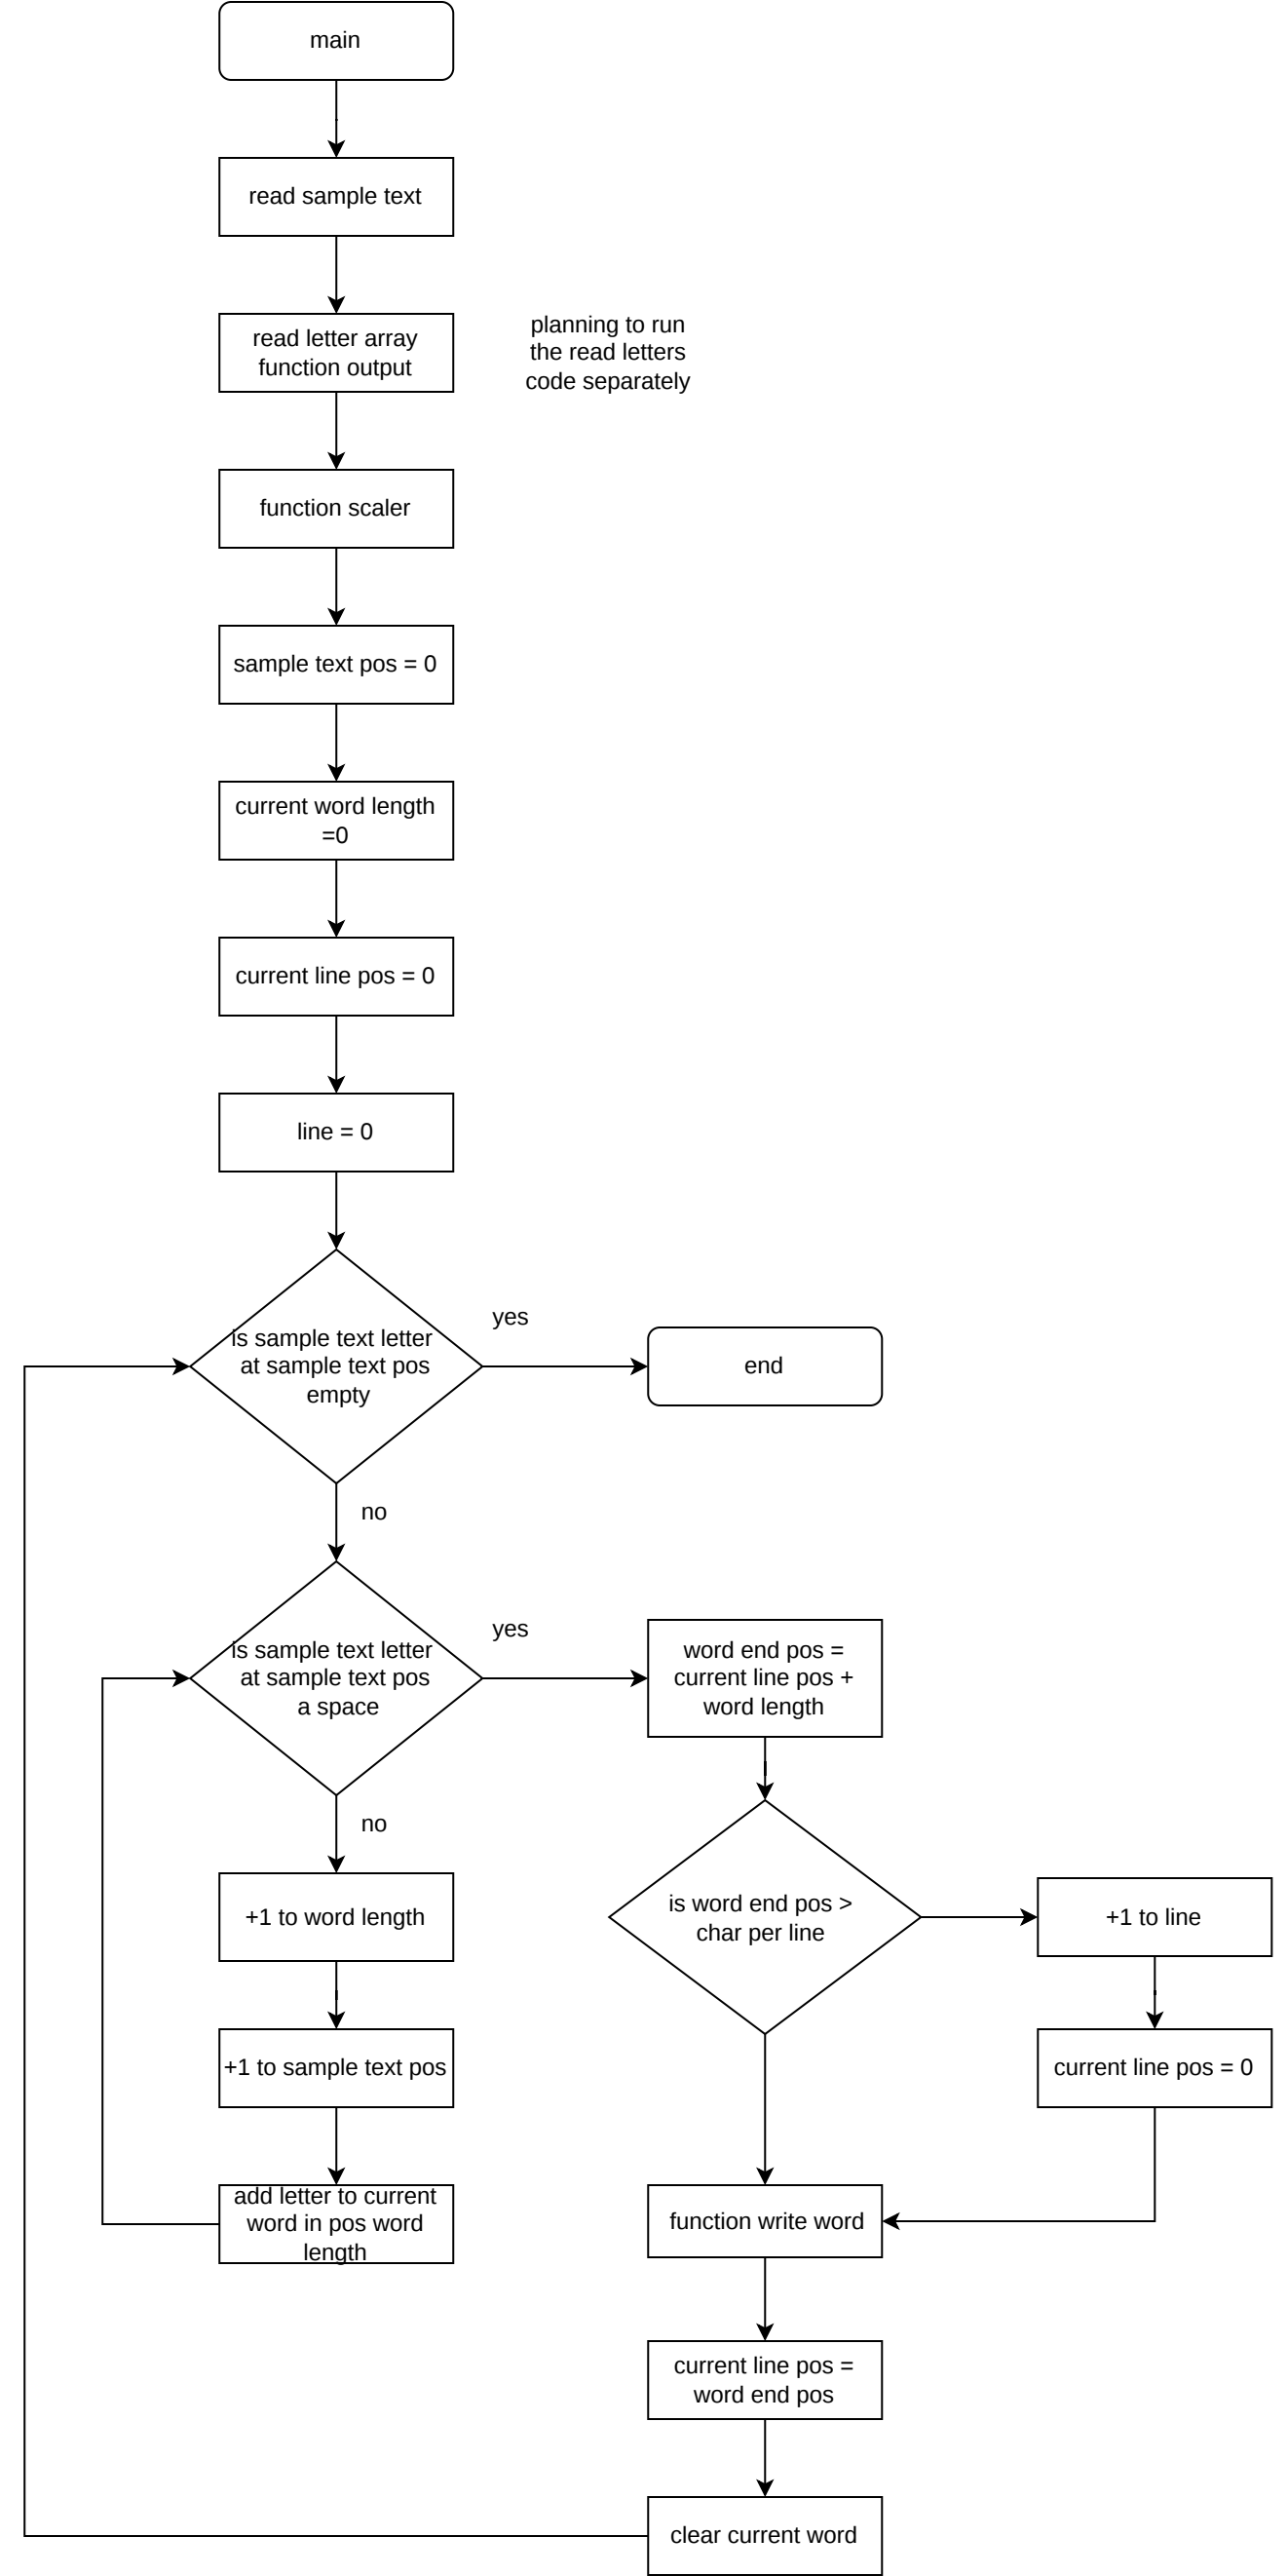 main
read sample text
read letter array
function output
planning to run
the read letters
code separately
function scaler
sample text pos = 0
current word length
=0
current line pos = 0
line = 0
is sample text letter
at sample text pos
empty
yes
end
no
is sample text letter
at sample text pos
a space
yes
word end pos =
current line pos +
word length
no
is word end pos >
char per line
+1 to line
+1 to word length
+1 to sample text pos
current line pos = 0
add letter to current
word in pos word
length
function write word
current line pos =
word end pos
clear current word